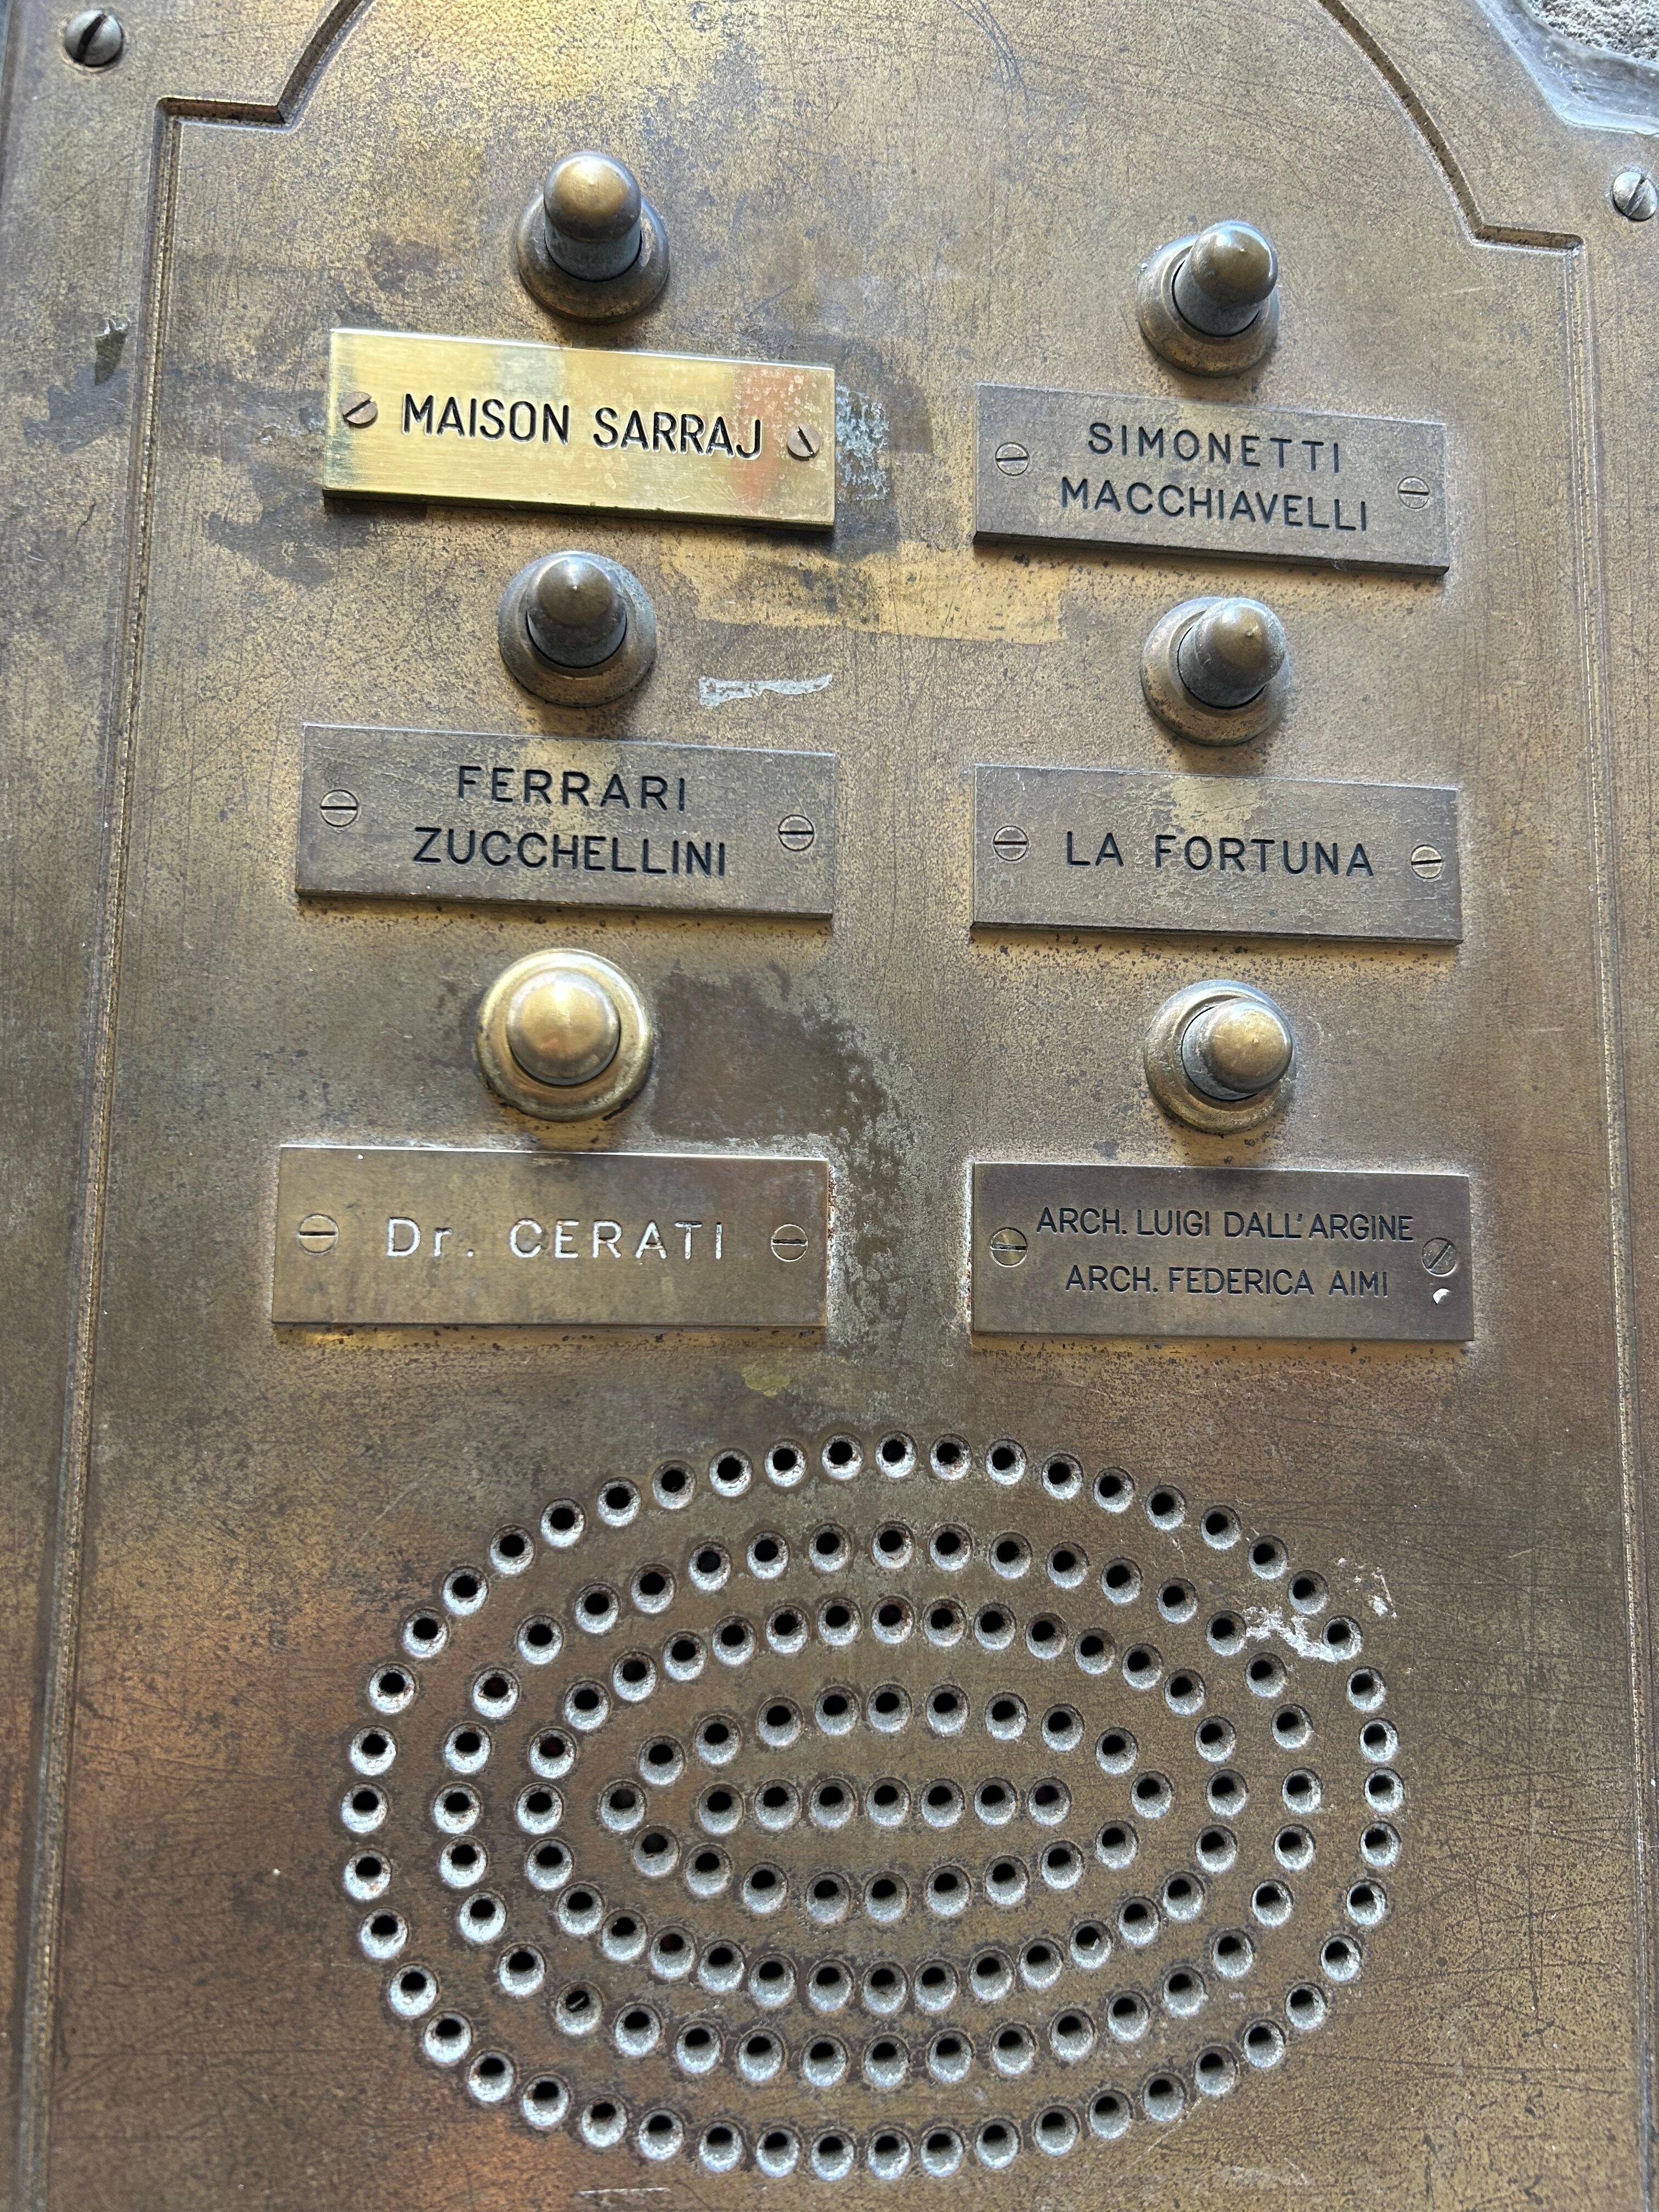 MAISON SARRAJ
SIMONETTI
MACCHIAVELLI
FERRARI
ZUCCHELLINI
LA FORTUNA
Dr. CERATI
ARCH. LUIGI DALL'ARGINE
ARCH. FEDERICA AIMI